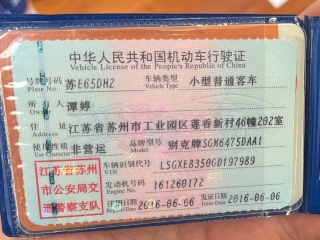 中华人民共和国机动车行驶证
Vehicle License of the People's Republic of China
号牌号码 苏E65DH2 车辆类型 小型普通客车
Plate No. Vehicle Type
所有人 谭婷
Owner
住址 江苏省苏州市工业园区莲香新村46幢202室
Address
使用性质 非营运 品牌型号 别克牌SGM6475DAA1
Use Character Model
江苏省苏州市公安局交通警察支队
车辆识别代号 LSGXE8350GD197989
VIN
发动机号码 161260172
Engine No.
注册日期 2016-06-06 发证日期 2016-06-06
Register Date Issue Date